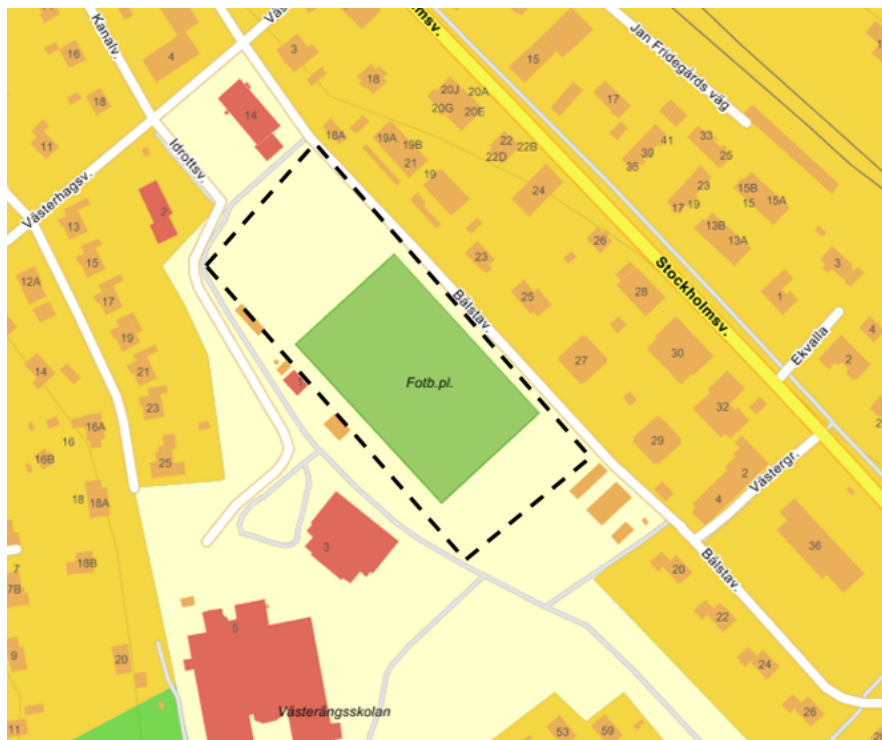 Kanalv.
16
4
3
18
18
14
11
Idrottsv.
Västerhagsv.
2
18A
19A
19B
21
19
20J
20A
20G
20E
22
22D
22B
24
15
17
Jan Fridegårds väg
41
33
39
25
35
23
17
19
15B
15
15A
13B
13A
13
15
12A
17
19
14
21
23
16A
16
16B
25
18
18A
23
Bålstav.
25
26
28
Stockholmsv.
27
30
29
32
1
3
4
Ekvalla
2
2
4
Västergr.
36
Fotb.pl.
1
3
5
Västerängsskolan
7
7B
18B
9
20
11
20
Bålstav.
22
24
26
53
59